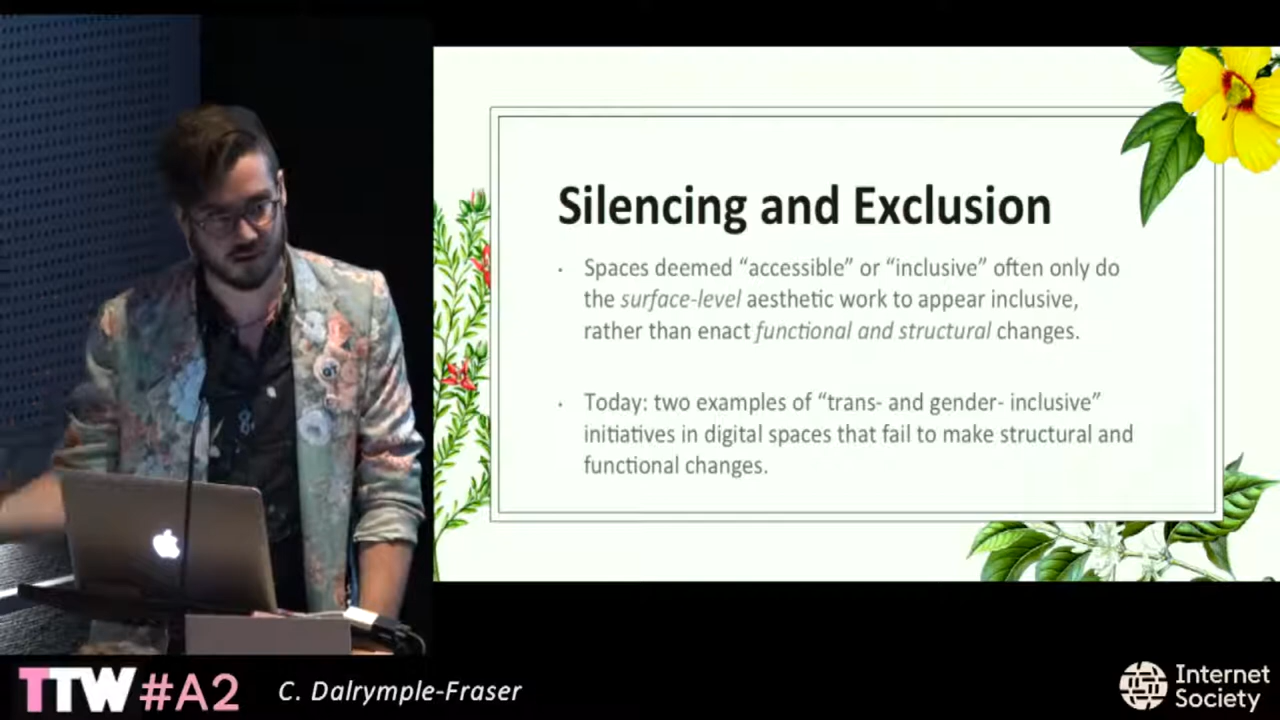 Silencing and Exclusion
· Spaces deemed “accessible” or “inclusive” often only do
the surface-level aesthetic work to appear inclusive,
rather than enact functional and structural changes.
· Today: two examples of “trans- and gender- inclusive”
initiatives in digital spaces that fail to make structural and
functional changes.
TTW #A2
C. Dalrymple-Fraser
Internet
Society